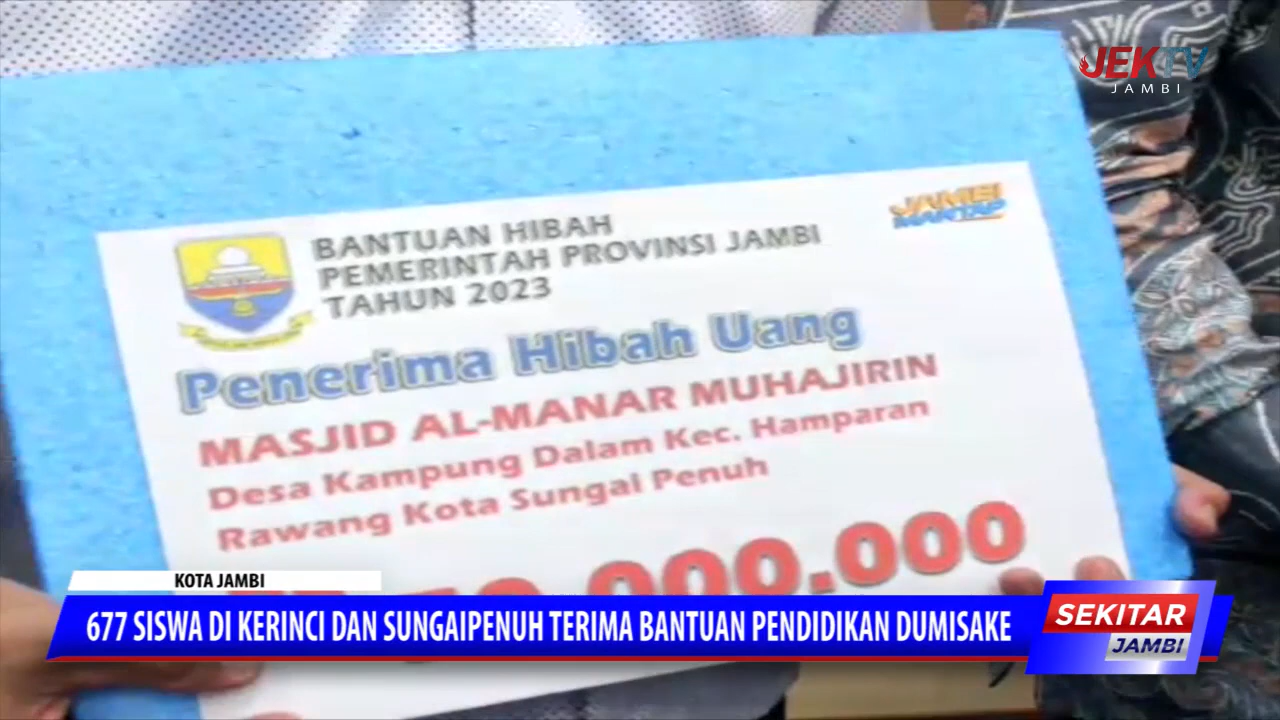 JEKTV
JAMBI
JAMBI
MANTAP
BANTUAN HIBAH
PEMERINTAH PROVINSI JAMBI
TAHUN 2023
Penerima Hibah Uang
MASJID AL-MANAR MUHAJIRIN
Desa Kampung Dalam Kec. Hamparan
Rawang Kota Sungai Penuh
KOTA JAMBI
677 SISWA DI KERINCI DAN SUNGAIPENUH TERIMA BANTUAN PENDIDIKAN DUMISAKE
SEKITAR
JAMBI